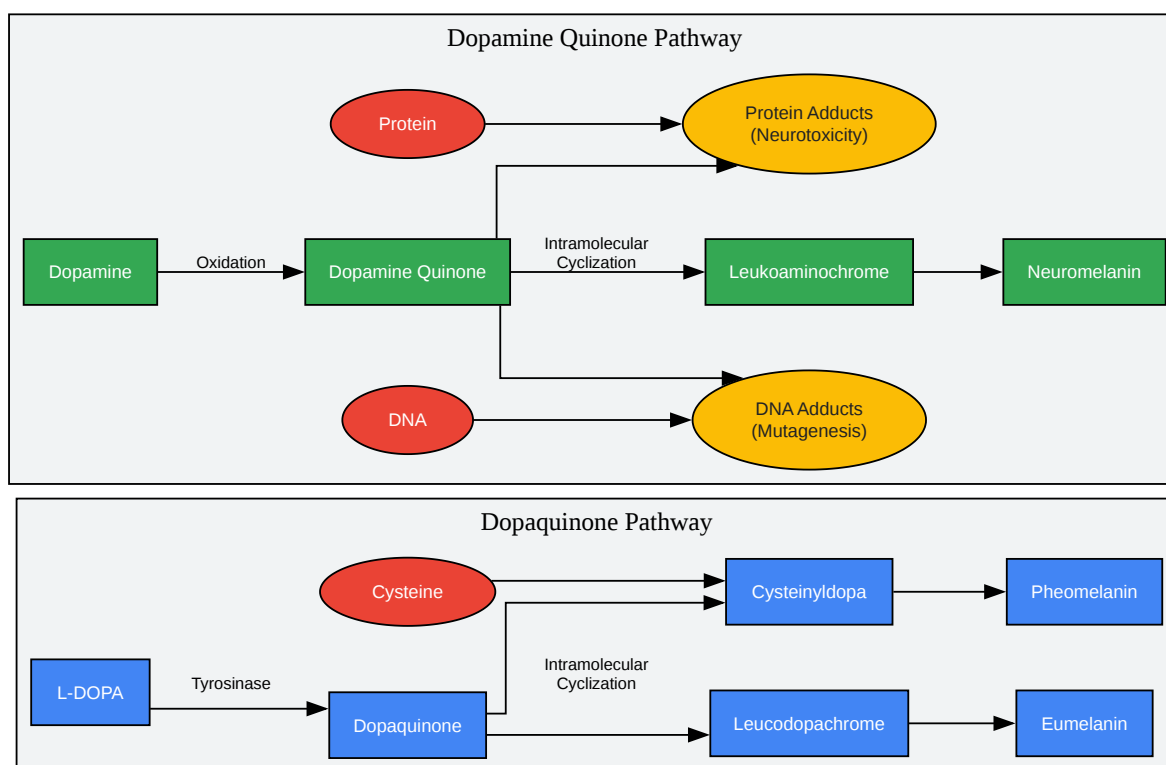 Dopamine Quinone Pathway
Protein
Protein Adducts
(Neurotoxicity)
Dopamine
Oxidation
Dopamine Quinone
Intramolecular
Cyclization
Leukoaminochrome
Neuromelanin
DNA
DNA Adducts
(Mutagenesis)
Dopaquinone Pathway
Cysteine
Cysteinyldopa
Pheomelanin
L-DOPA
Tyrosinase
Dopaquinone
Intramolecular
Cyclization
Leucodopachrome
Eumelanin